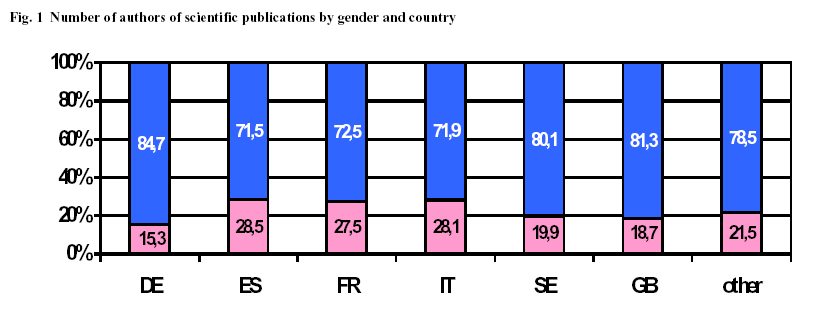 Fig. 1 Number of authors of scientific publications by gender and country
100%
80%
60%
40%
20%
0%
84,7 71,5 72,5 71,9 80,1 81,3 78,5
15,3 28,5 27,5 28,1 19,9 18,7 21,5
DE ES FR IT SE GB other